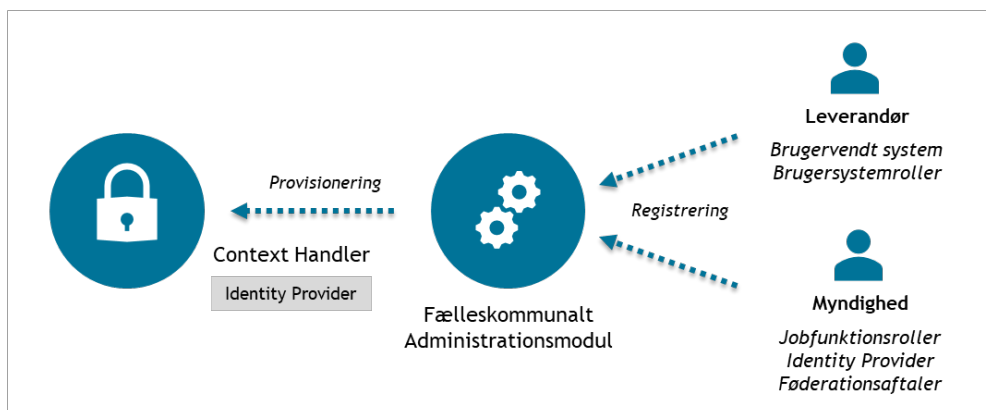 Provisionering
Context Handler
Identity Provider
Fælleskommunalt
Administrationsmodul
Registrering
Leverandør
Brugervendt system
Brugersystemroller
Myndighed
Jobfunktionsroller
Identity Provider
Føderationsaftaler